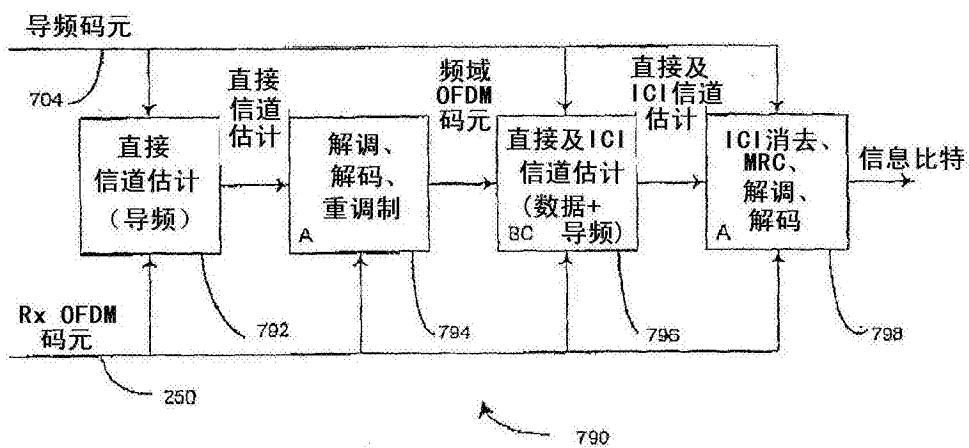 导频码元
704
直接
信道
估计
频域
OFDM
码元
直接及
ICI信道
估计
直接
信道估计
（导频）
解调、
解码、
重调制
A
直接及ICI
信道估计
(数据+
导频)
BC
ICI消去、
MRC、
解调、
解码
A
信息比特
Rx OFDM
码元
792
794
796
798
250
790